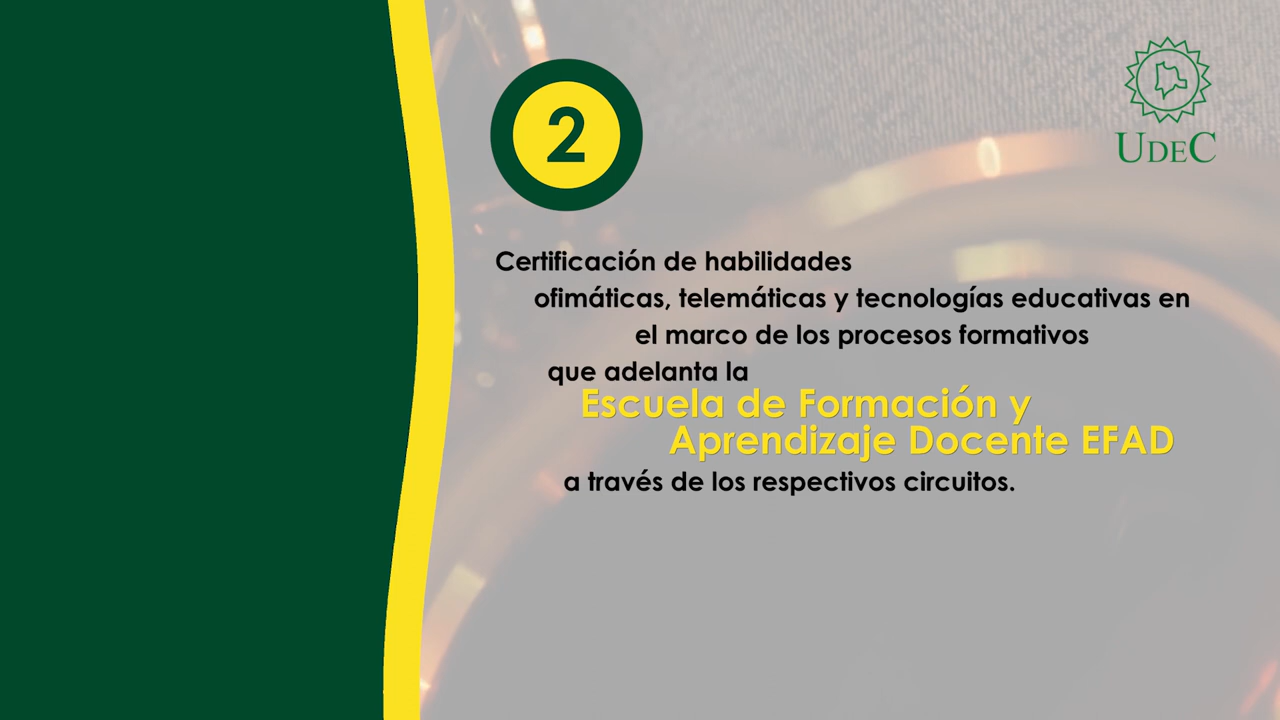 2
UDEC
Certificación de habilidades
ofimáticas, telemáticas y tecnologías educativas en
el marco de los procesos formativos
que adelanta la
Escuela de Formación y
Aprendizaje Docente EFAD
a través de los respectivos circuitos.